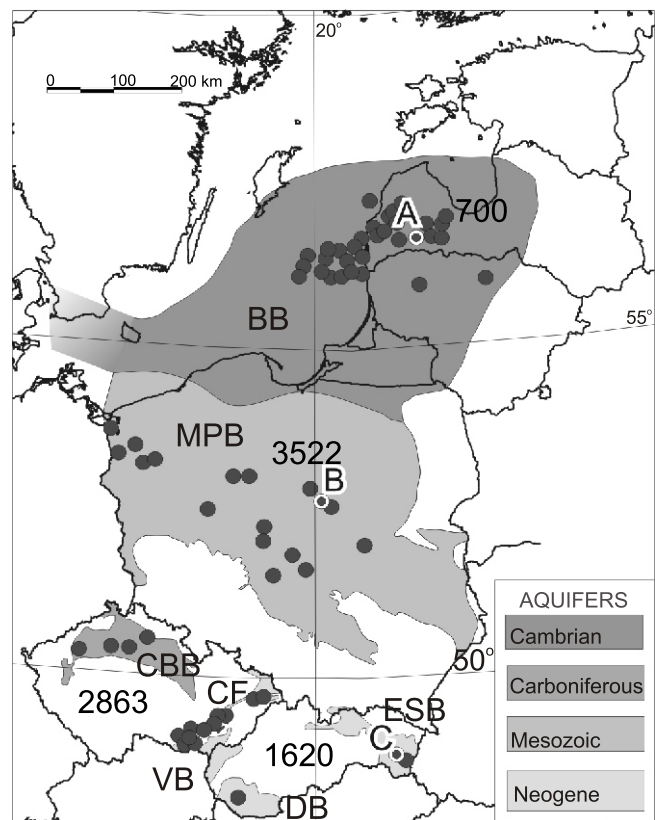 20°
0 100 200 km
A
700
BB
55°
MPB
3522
B
AQUIFERS
Cambrian
Carboniferous
Mesozoic
Neogene
50°
CBB
2863
CF
ESB
C
1620
VB
DB